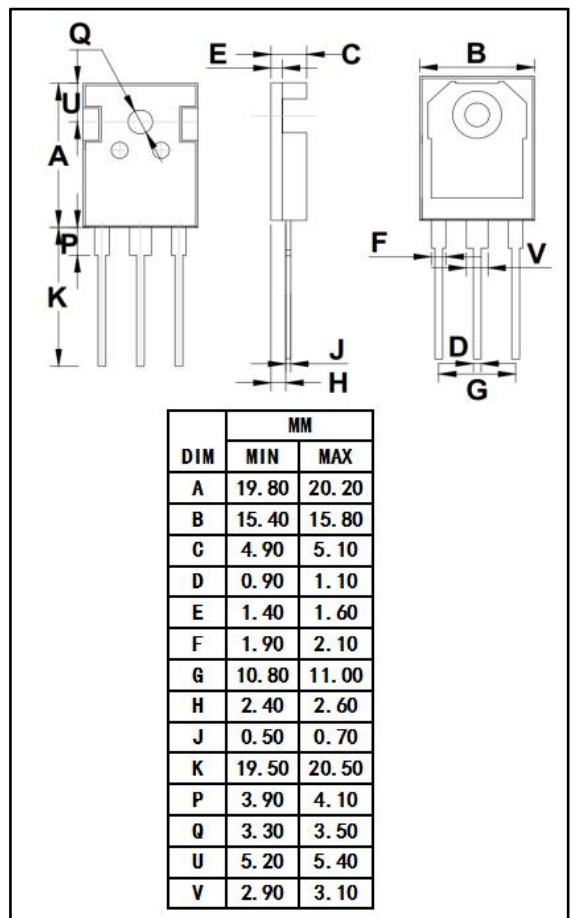 Q
E C B
U
A
P
K
F V
J
H
D
G
MM
DIM MIN MAX
A 19.80 20.20
B 15.40 15.80
C 4.90 5.10
D 0.90 1.10
E 1.40 1.60
F 1.90 2.10
G 10.80 11.00
H 2.40 2.60
J 0.50 0.70
K 19.50 20.50
P 3.90 4.10
Q 3.30 3.50
U 5.20 5.40
V 2.90 3.10